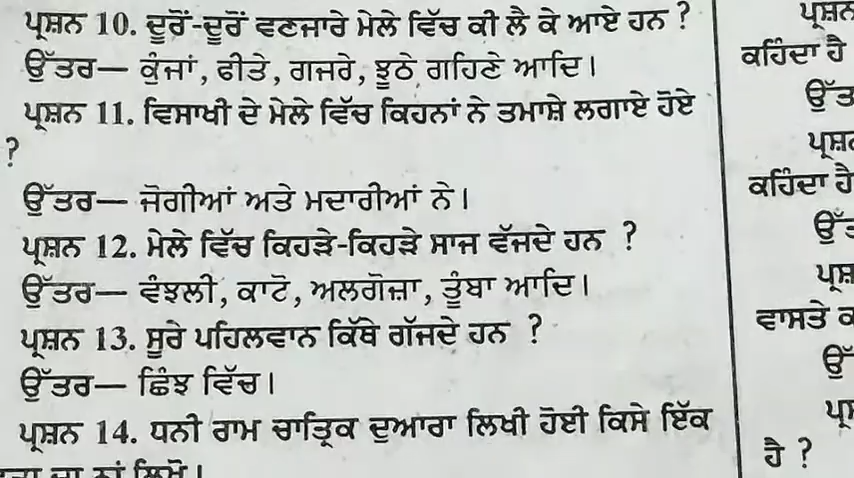 ਪ੍ਰਸ਼ਨ 10. ਦੂਰੋਂ-ਦੂਰੋਂ ਵਣਜਾਰੇ ਮੇਲੇ ਵਿੱਚ ਕੀ ਲੈ ਕੇ ਆਏ ਹਨ ?
ਉੱਤਰ— ਕੁੰਜਾਂ, ਫੀਤੇ, ਗਜਰੇ, ਝੂਠੇ ਗਹਿਣੇ ਆਦਿ।
ਪ੍ਰਸ਼ਨ 11. ਵਿਸਾਖੀ ਦੇ ਮੇਲੇ ਵਿੱਚ ਕਿਹਨਾਂ ਨੇ ਤਮਾਸ਼ੇ ਲਗਾਏ ਹੋਏ
?
ਉੱਤਰ— ਜੋਗੀਆਂ ਅਤੇ ਮਦਾਰੀਆਂ ਨੇ।
ਪ੍ਰਸ਼ਨ 12. ਮੇਲੇ ਵਿੱਚ ਕਿਹੜੇ-ਕਿਹੜੇ ਸਾਜ ਵੱਜਦੇ ਹਨ ?
ਉੱਤਰ— ਵੰਝਲੀ, ਕਾਟੋ, ਅਲਗੋਜ਼ਾ, ਤੂੰਬਾ ਆਦਿ।
ਪ੍ਰਸ਼ਨ 13. ਸੂਰੇ ਪਹਿਲਵਾਨ ਕਿੱਥੇ ਗੱਜਦੇ ਹਨ ?
ਉੱਤਰ— ਛਿੰਝ ਵਿੱਚ।
ਪ੍ਰਸ਼ਨ 14. ਧਨੀ ਰਾਮ ਚਾਤ੍ਰਿਕ ਦੁਆਰਾ ਲਿਖੀ ਹੋਈ ਕਿਸੇ ਇੱਕ
ਦਾ ਨਾਂ ਲਿਖੋ।
ਪ੍ਰਸ਼ਨ
ਕਹਿੰਦਾ ਹੈ
ਕਹਿੰਦਾ ਹੈ
ਵਾਸਤੇ
ਹੈ ?